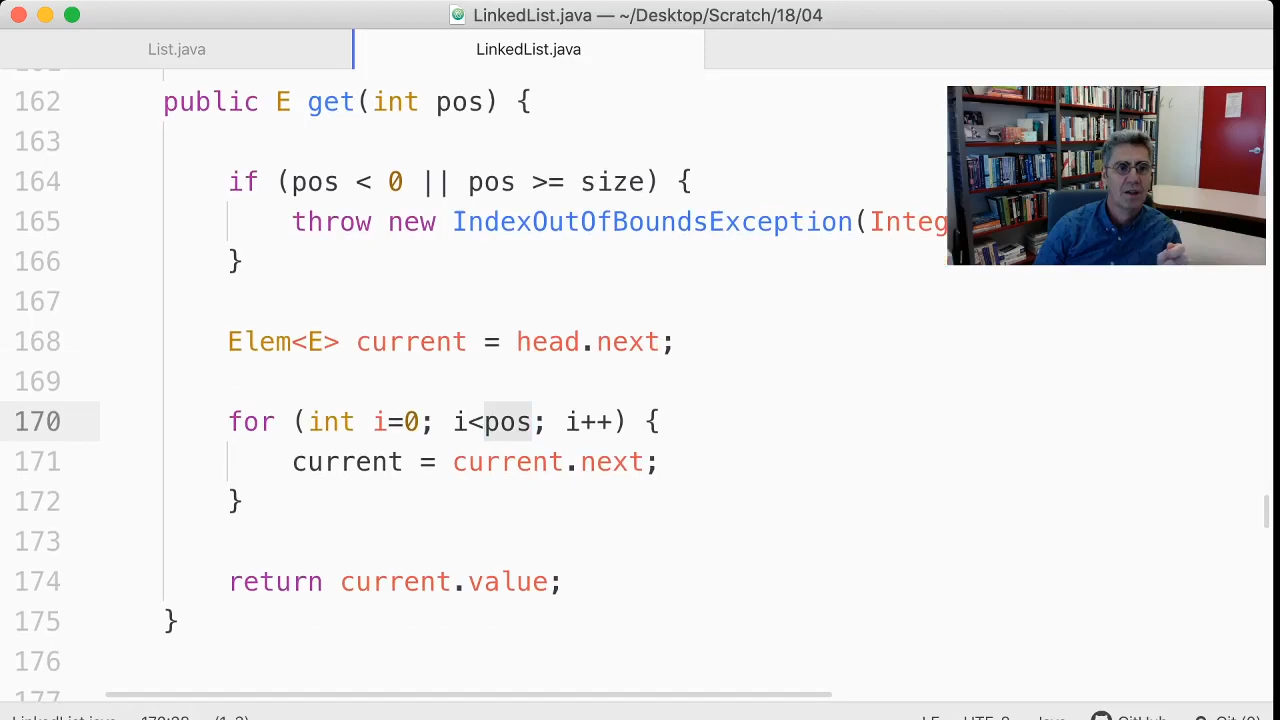 LinkedList.java — ~/Desktop/Scratch/18/04
List.java
LinkedList.java
162 public E get(int pos) {
163
164 if (pos < 0 || pos >= size) {
165 throw new IndexOutOfBoundsException(Integ
166 }
167
168 Elem<E> current = head.next;
169
170 for (int i=0; i<pos; i++) {
171 current = current.next;
172 }
173
174 return current.value;
175 }
176
177